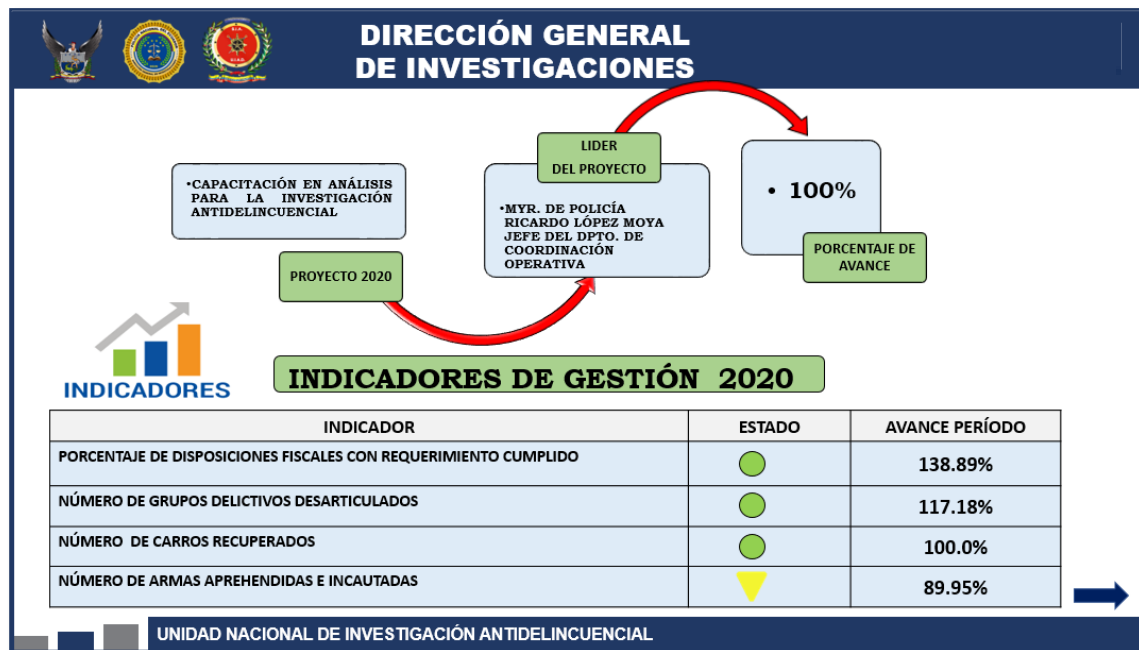 DIRECCIÓN GENERAL
DE INVESTIGACIONES
•CAPACITACIÓN EN ANÁLISIS
PARA LA INVESTIGACIÓN
ANTIDELINCUENCIAL
PROYECTO 2020
LIDER
DEL PROYECTO
•MYR. DE POLICÍA
RICARDO LÓPEZ MOYA
JEFE DEL DPTO. DE
COORDINACIÓN
OPERATIVA
• 100%
PORCENTAJE DE
AVANCE
INDICADORES
INDICADORES DE GESTIÓN 2020
INDICADOR ESTADO AVANCE PERÍODO
PORCENTAJE DE DISPOSICIONES FISCALES CON REQUERIMIENTO CUMPLIDO 138.89%
NÚMERO DE GRUPOS DELICTIVOS DESARTICULADOS 117.18%
NÚMERO DE CARROS RECUPERADOS 100.0%
NÚMERO DE ARMAS APREHENDIDAS E INCAUTADAS 89.95%
UNIDAD NACIONAL DE INVESTIGACIÓN ANTIDELINCUENCIAL